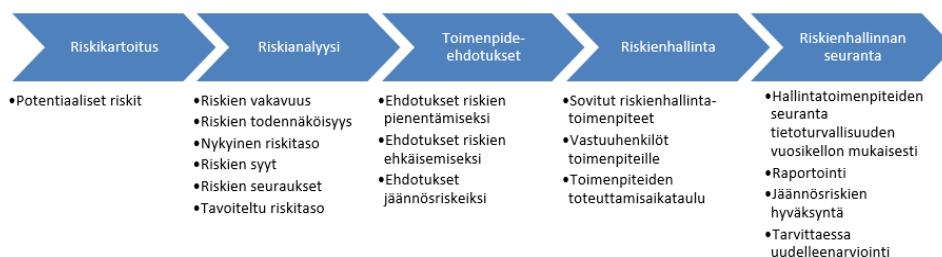 Riskikartoitus
•Potentiaaliset riskit
Riskianalyysi
•Riskien vakavuus
•Riskien todennäköisyys
•Nykyinen riskitaso
•Riskien syyt
•Riskien seuraukset
•Tavoiteltu riskitaso
Toimenpide-
ehdotukset
•Ehdotukset riskien
pienentämiseksi
•Ehdotukset riskien
ehkäisemiseksi
•Ehdotukset
jäännösriskeiksi
Riskienhallinta
•Sovitut riskienhallinta-
toimenpiteet
•Vastuuhenkilöt
toimenpiteille
•Toimenpiteiden
toteuttamisaikataulu
Riskienhallinnan
seuranta
•Hallintatoimenpiteiden
seuranta
tietoturvallisuuden
vuosikellon mukaisesti
•Raportointi
•Jäännösriskien
hyväksyntä
•Tarvittaessa
uudelleenarviointi